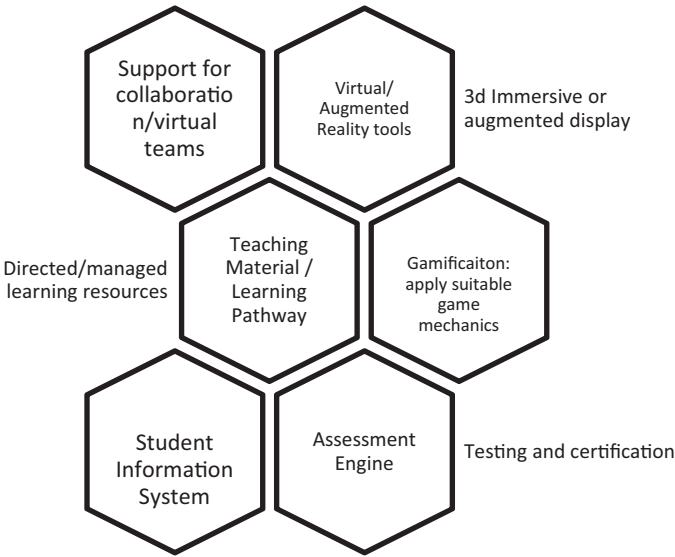 Support for
collaboratio
n/virtual
teams
Virtual/
Augmented
Reality tools
3d Immersive or
augmented display
Directed/managed
learning resources
Teaching
Material /
Learning
Pathway
Gamificaiton:
apply suitable
game
mechanics
Student
Information
System
Assessment
Engine
Testing and certification